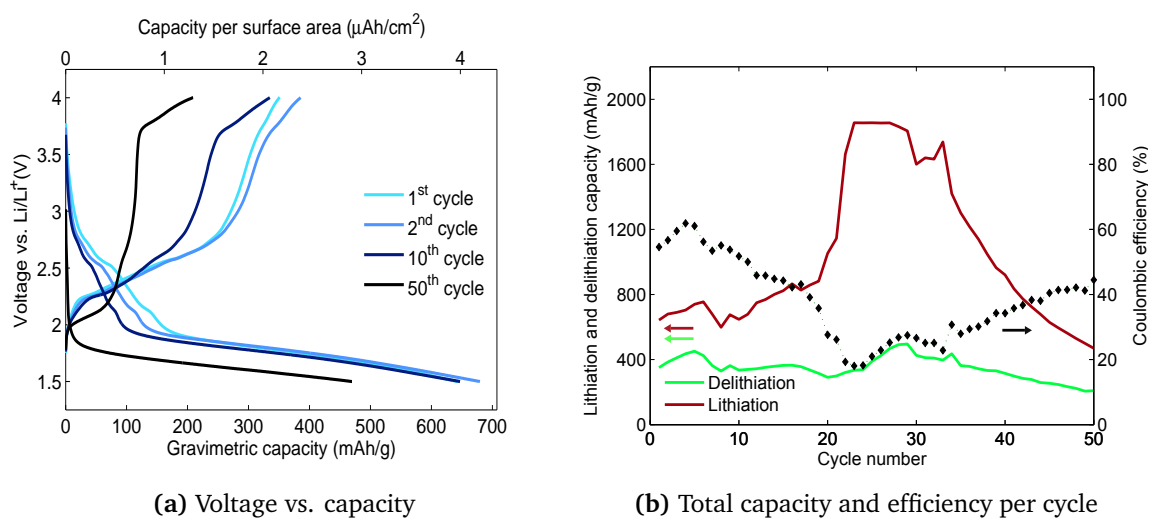 Capacity per surface area (μAh/cm²)
0 1 2 3 4
Voltage vs. Li/Li⁺(V)
4
3.5
3
2.5
2
1.5
1ˢᵗ cycle
2ⁿᵈ cycle
10ᵗʰ cycle
50ᵗʰ cycle
0 100 200 300 400 500 600 700
Gravimetric capacity (mAh/g)
(a) Voltage vs. capacity
Lithiation and delithiation capacity (mAh/g)
2000
1600
1200
800
400
0
Delithiation
Lithiation
0 10 20 30 40 50
Cycle number
100
80
60
40
20
0
Coulombic efficiency (%)
(b) Total capacity and efficiency per cycle